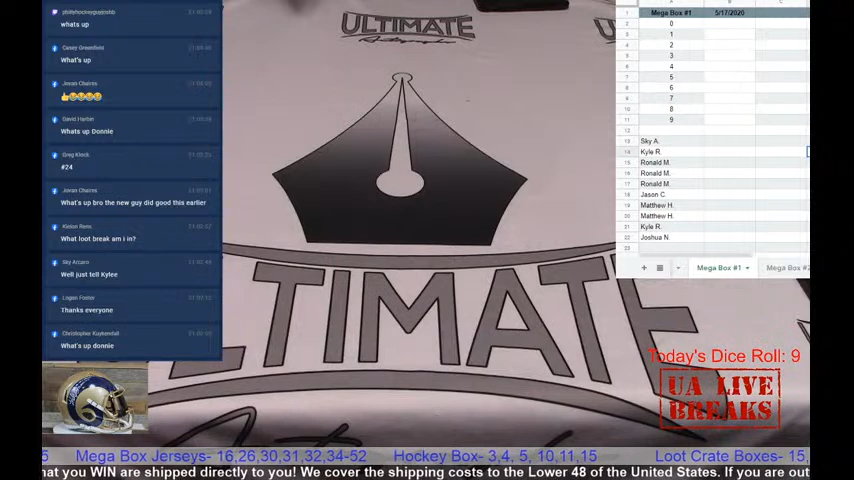 phillyhockeyguyjoshb
whats up
Casey Greenfield
What's up
Jovan Chaires
David Harbin
Whats up Donnie
Greg Klock
#24
Jovan Chaires
What's up bro the new guy did good this earlier
What loot break am i in?
Sky Arcaro
Well just tell Kylee
Logan Foster
Thanks everyone
Christopher Kuykendall
What's up donnie
ULTIMATE
ULTIMATE
Mega Box #1 5/17/2020
0
1
2
3
4
5
6
7
8
9
Sky A.
Kyle R.
Ronald M.
Ronald M.
Ronald M.
Jason C.
Matthew H.
Matthew H.
Kyle R.
Joshua N.
Mega Box #1
Mega Box #2
Today's Dice Roll: 9
UA LIVE
BREAKS
5 Mega Box Jerseys- 16,26,30,31,32,34-52 Hockey Box- 3,4, 5, 10,11,15 Loot Crate Boxes- 15,
hat you WIN are shipped directly to you! We cover the shipping costs to the Lower 48 of the United States. If you are out